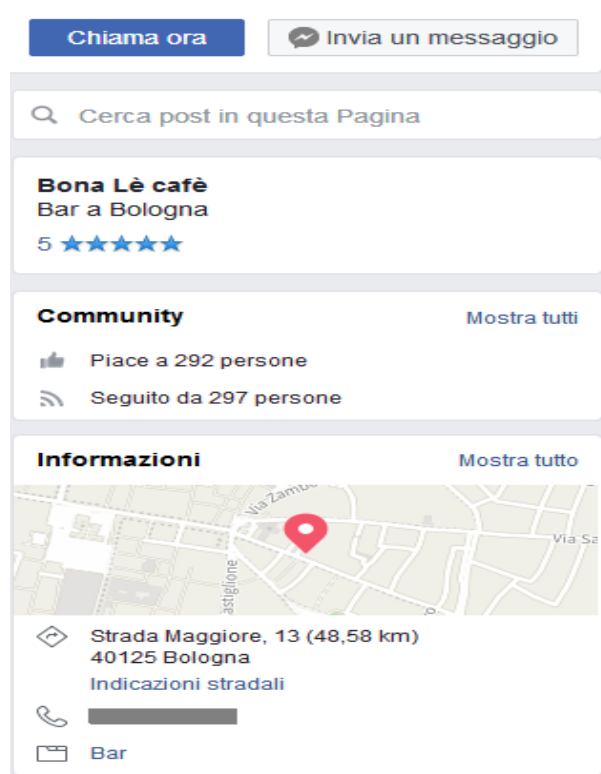 Chiama ora
Invia un messaggio
Cerca post in questa Pagina
Bona Lè cafè
Bar a Bologna
5
Community
Mostra tutti
Piace a 292 persone
Seguito da 297 persone
Informazioni
Mostra tutto
Via Zambo
Via Sa
astiglione
Strada Maggiore, 13 (48,58 km)
40125 Bologna
Indicazioni stradali
Bar